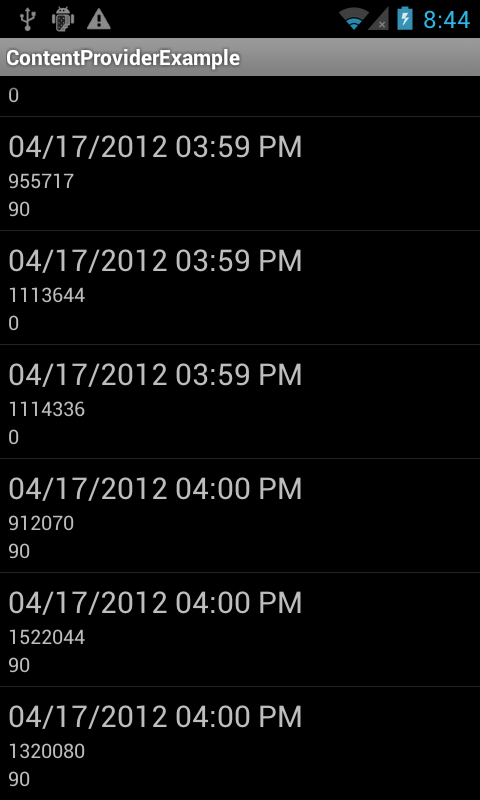 8:44
ContentProviderExample
0
04/17/2012 03:59 PM
955717
90
04/17/2012 03:59 PM
1113644
0
04/17/2012 03:59 PM
1114336
0
04/17/2012 04:00 PM
912070
90
04/17/2012 04:00 PM
1522044
90
04/17/2012 04:00 PM
1320080
90